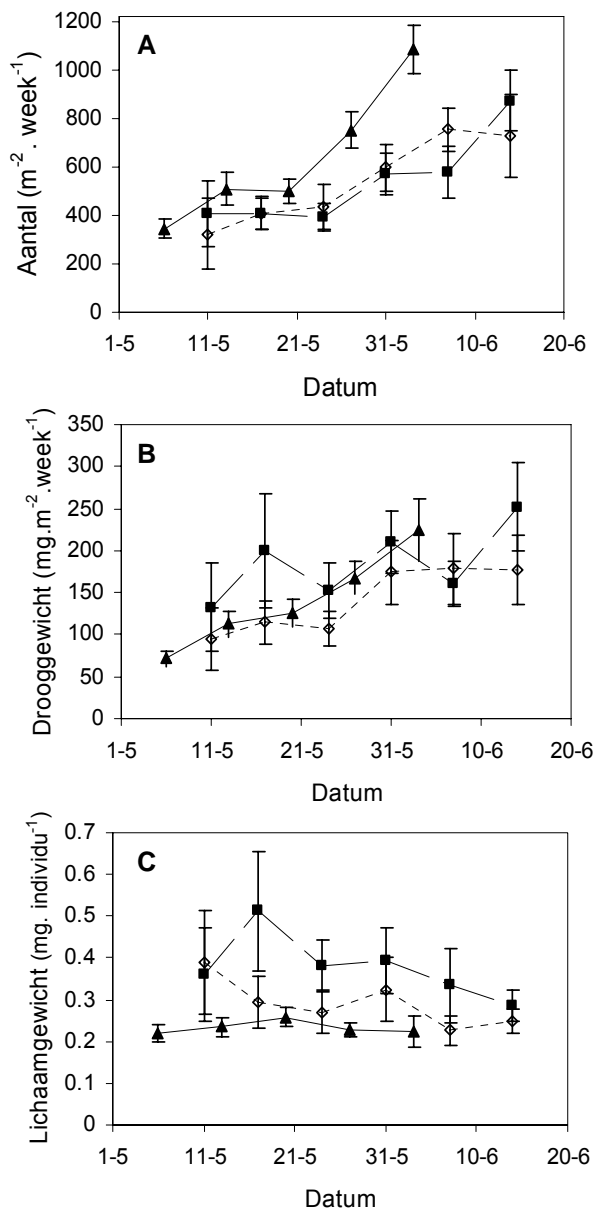 A
Aantal (m⁻². week⁻¹)
1200
1000
800
600
400
200
0
1-5 11-5 21-5 31-5 10-6 20-6
Datum
B
Drooggewicht (mg.m⁻².week⁻¹)
350
300
250
200
150
100
50
0
1-5 11-5 21-5 31-5 10-6 20-6
Datum
C
Lichaamgewicht (mg. individu⁻¹)
0.7
0.6
0.5
0.4
0.3
0.2
0.1
0
1-5 11-5 21-5 31-5 10-6 20-6
Datum